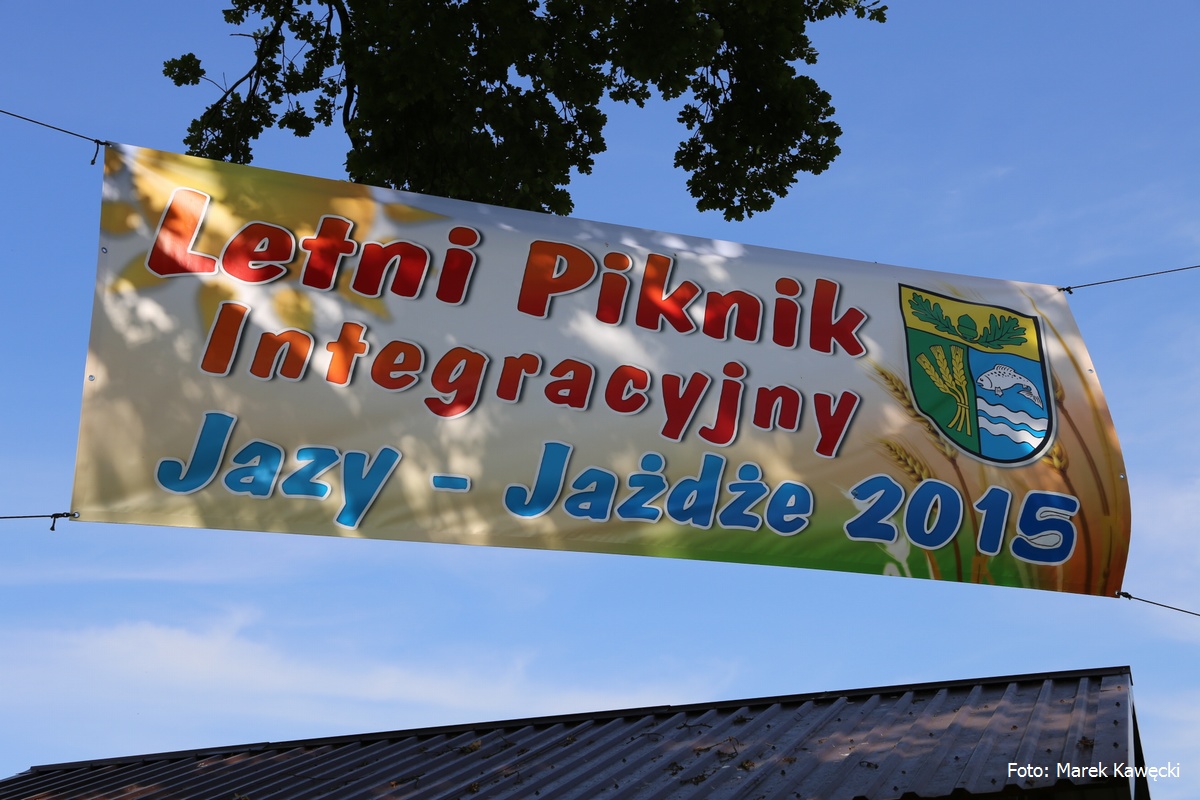 Letni Piknik
Integracyjny
Jazy - Jażdże 2015
Foto: Marek Kawęcki